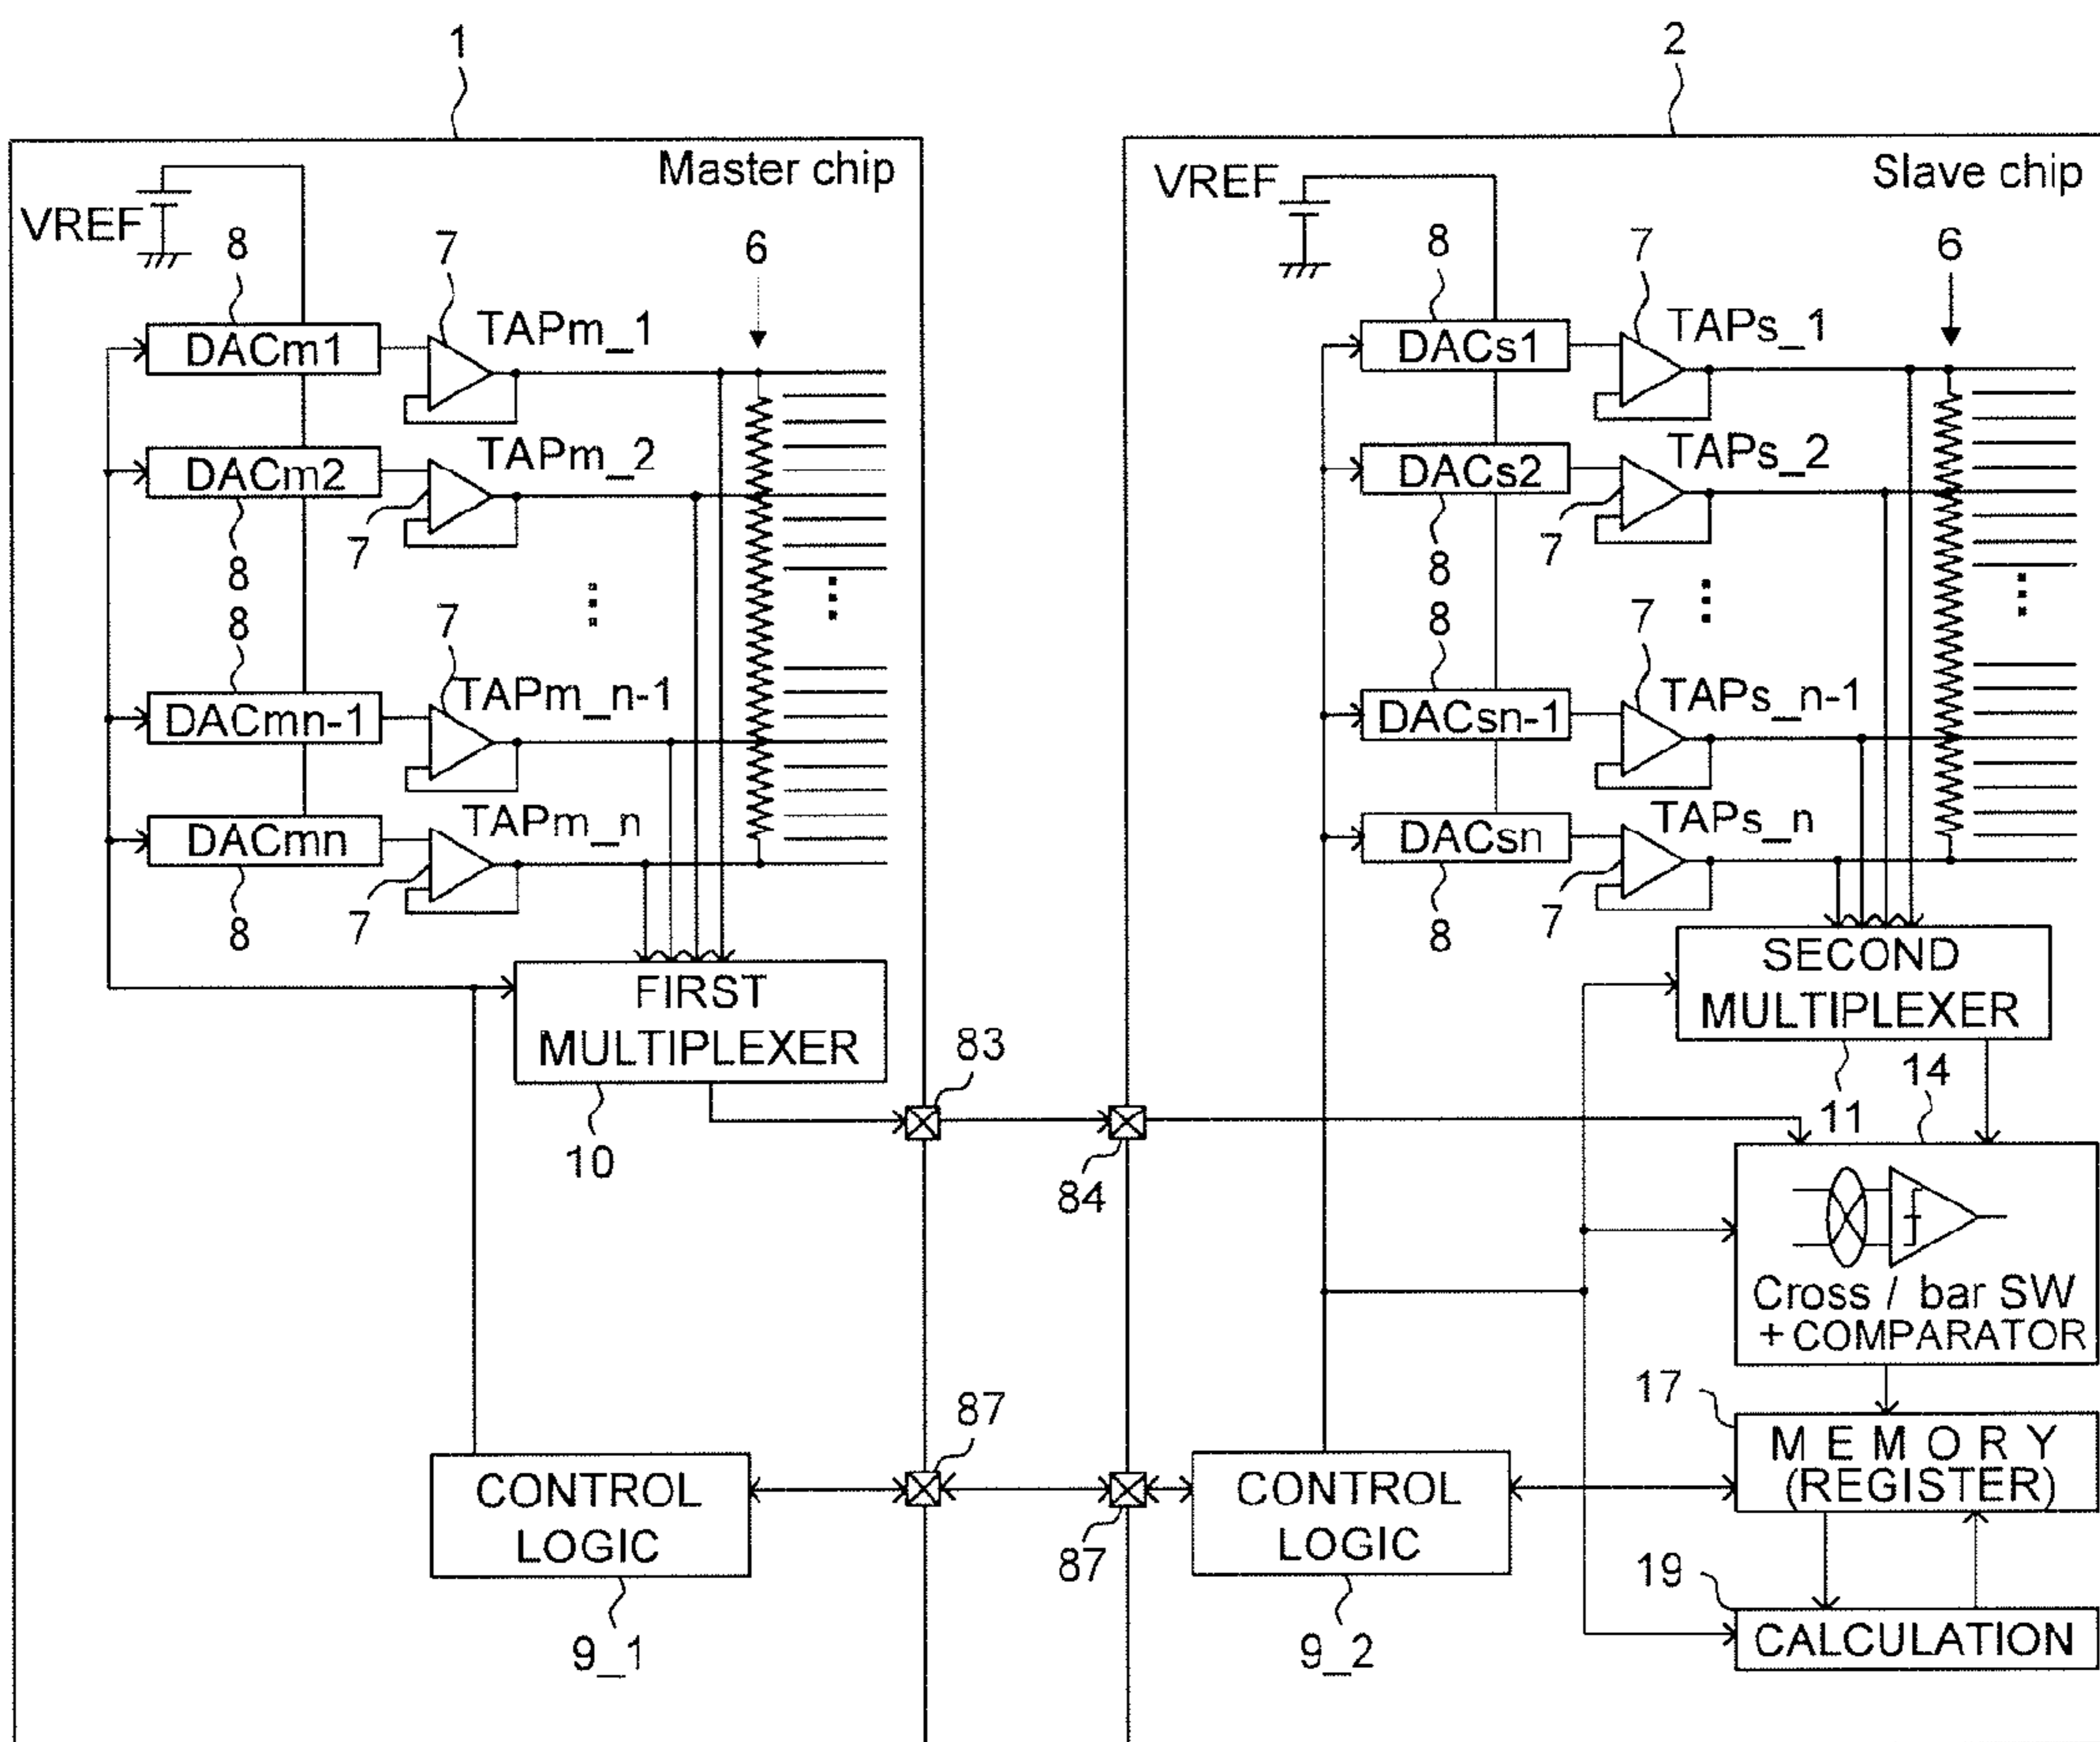 1
2
Master chip
Slave chip
VREF
VREF
8
7
6
TAPm_1
DACm1
TAPm_2
DACm2
8
7
8
7
TAPm_n-1
DACmn-1
TAPm_n
DACmn
8
7
FIRST
MULTIPLEXER
10
83
CONTROL
LOGIC
9_1
87
8
7
6
TAPs_1
DACs1
TAPs_2
DACs2
8
7
8
7
TAPs_n-1
DACsn-1
TAPs_n
DACsn
8
7
SECOND
MULTIPLEXER
11
14
84
Cross / bar SW
+ COMPARATOR
17
MEMORY
(REGISTER)
87
CONTROL
LOGIC
9_2
19
CALCULATION